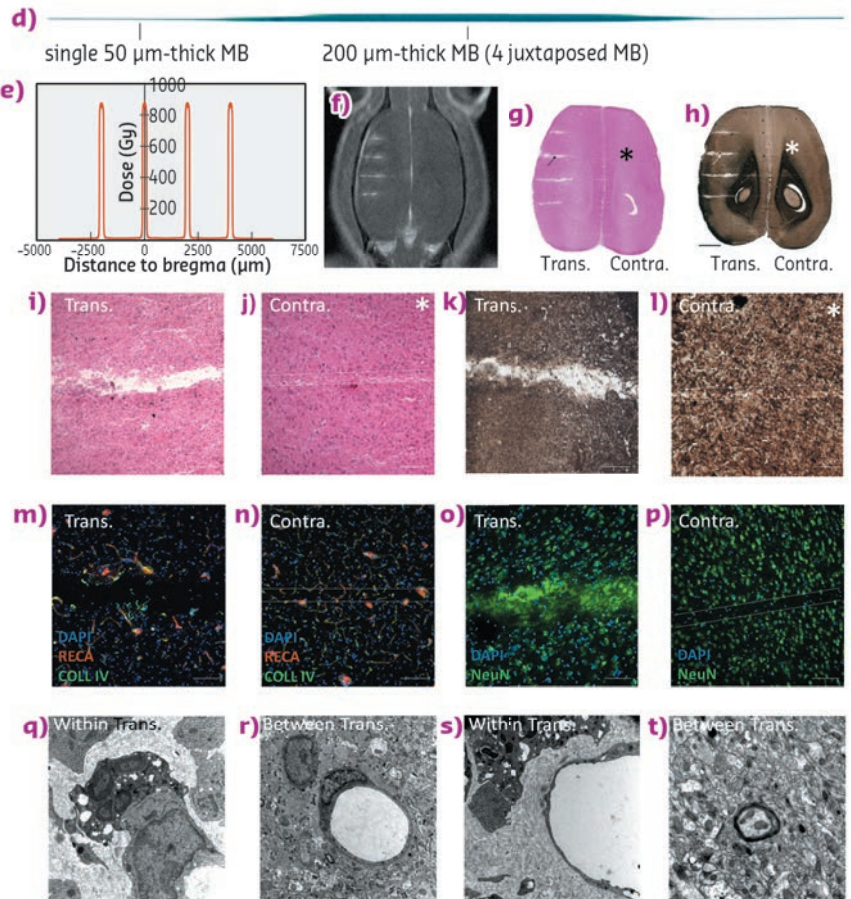 d)
single 50 µm-thick MB 200 µm-thick MB (4 juxtaposed MB)
e)
Dose (Gy)
1000
800
600
400
200
-5000 -2500 0 2500 5000 7500
Distance to bregma (µm)
f)
g)
*
Trans. Contra.
h)
*
Trans. Contra.
i) Trans.
j) Contra. *
k) Trans.
l) Contra. *
m) Trans.
DAPI
RECA
COLL IV
n) Contra.
DAPI
RECA
COLL IV
o) Trans.
DAPI
NeuN
p) Contra.
DAPI
NeuN
q) Within Trans.
r) Between Trans.
s) Within Trans.
t) Between Trans.